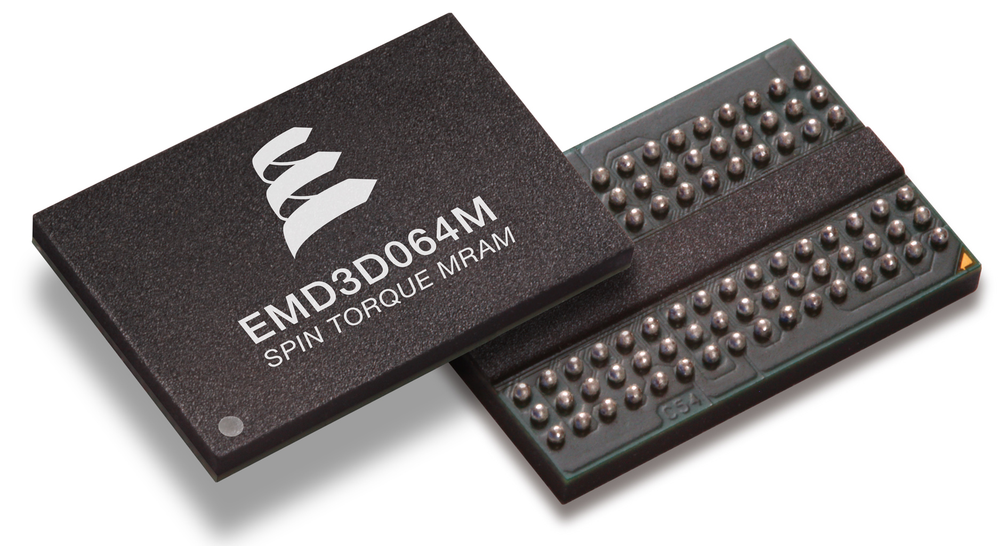 EMD3D064M
SPIN TORQUE MRAM
C54